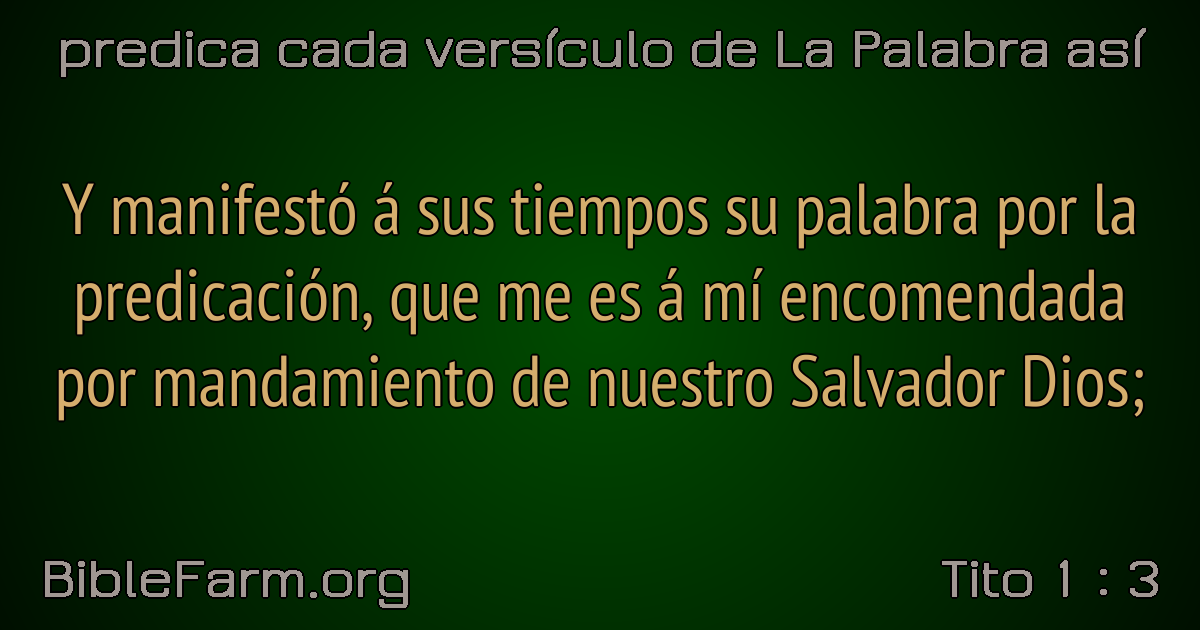 predica cada versículo de La Palabra así
Y manifestó á sus tiempos su palabra por la
predicación, que me es á mí encomendada
por mandamiento de nuestro Salvador Dios;
BibleFarm.org
Tito 1 : 3